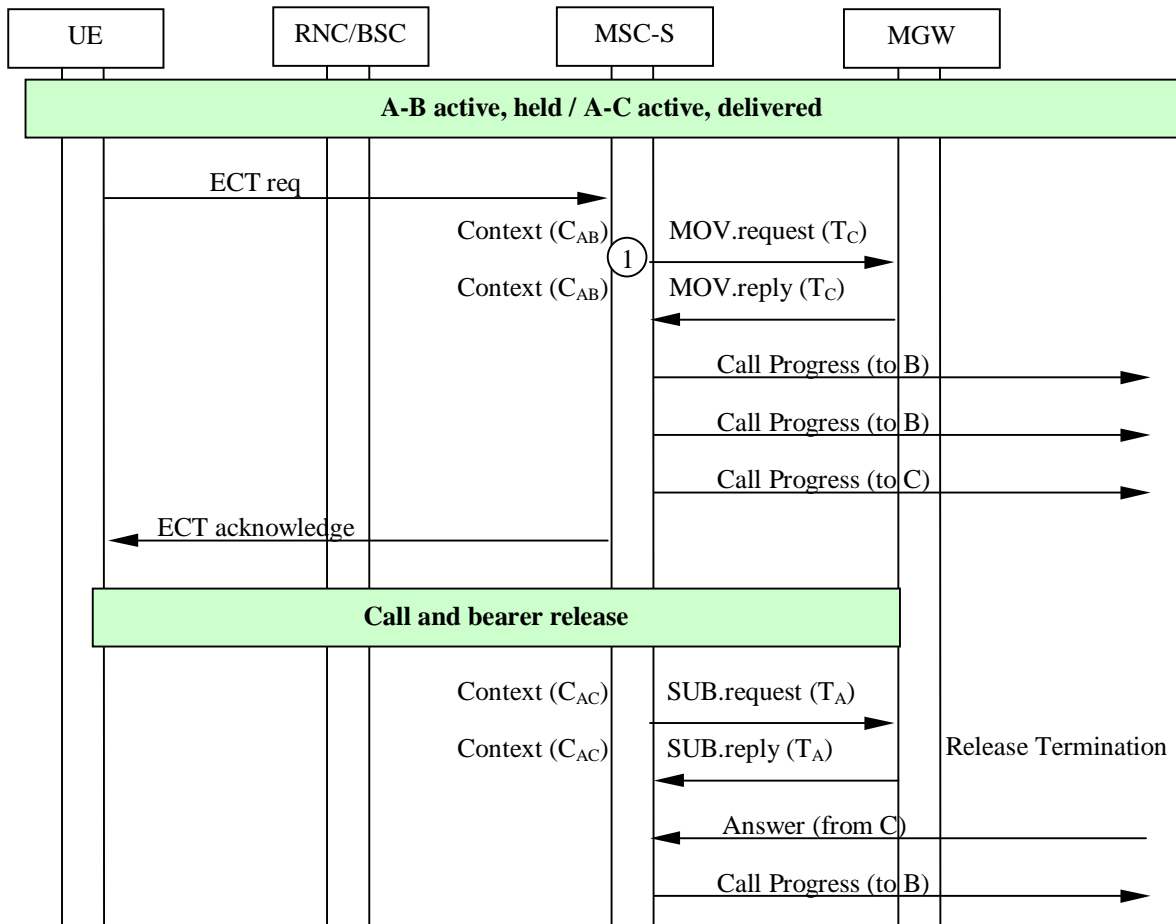 UE
RNC/BSC
MSC-S
MGW
A-B active, held / A-C active, delivered
ECT req
Context (CAB)
1
MOV.request (TC)
Context (CAB)
MOV.reply (TC)
Call Progress (to B)
Call Progress (to B)
Call Progress (to C)
ECT acknowledge
Call and bearer release
Context (CAC)
SUB.request (TA)
Context (CAC)
SUB.reply (TA)
Release Termination
Answer (from C)
Call Progress (to B)